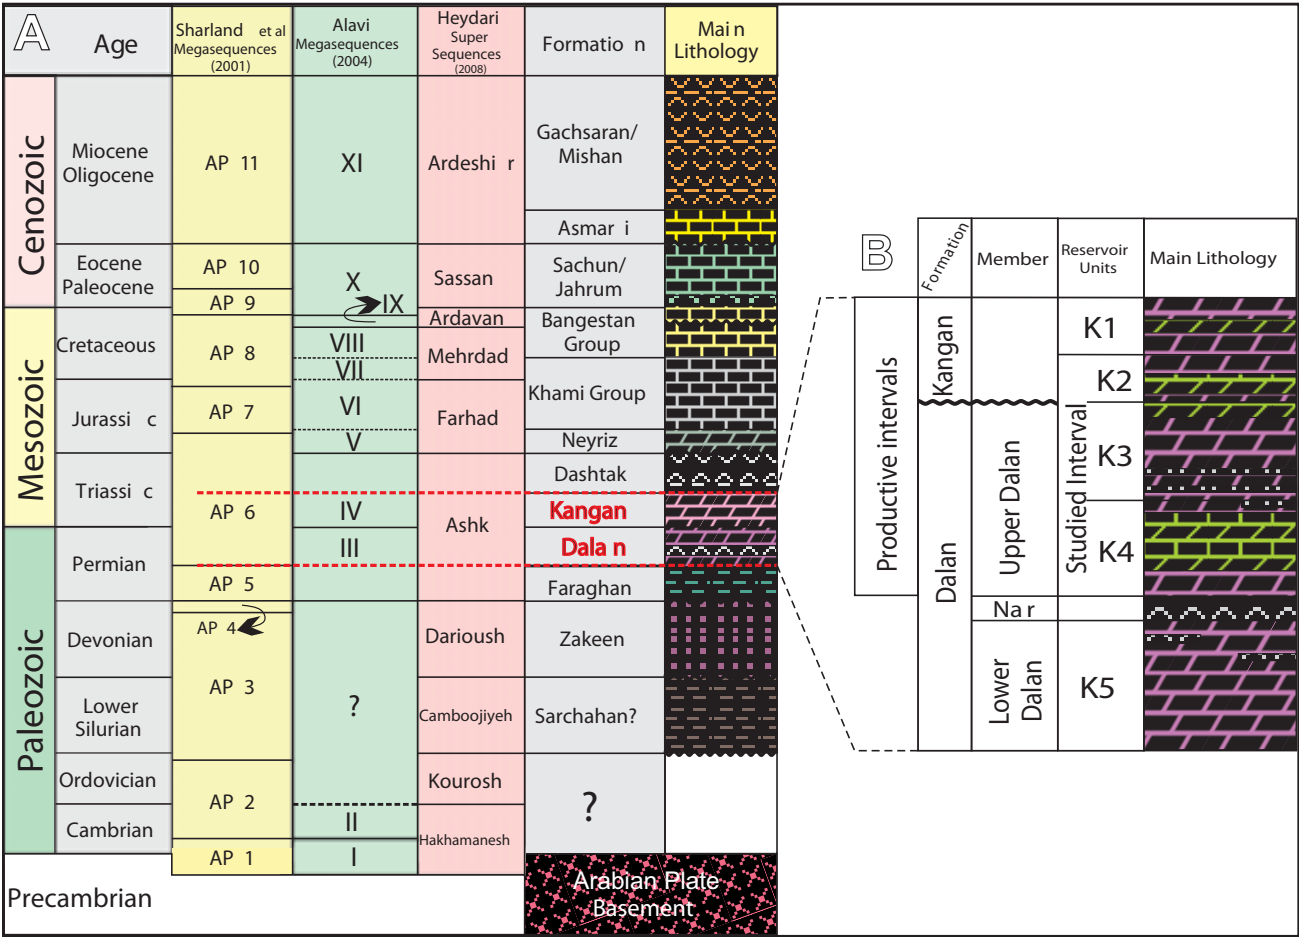 A
Age
Sharland et al
Megasequences
(2001)
Alavi
Megasequences
(2004)
Heydari
Super
Sequences
(2008)
Formatio n
Mai n
Lithology
Cenozoic
Miocene
Oligocene
AP 11
XI
Ardeshi r
Gachsaran/
Mishan
Asmar i
Eocene
Paleocene
AP 10
AP 9
X
IX
Sassan
Sachun/
Jahrum
Mesozoic
Cretaceous
AP 8
VIII
VII
Ardavan
Mehrdad
Bangestan
Group
Khami Group
Jurassi c
AP 7
VI
V
Farhad
Neyriz
Triassi c
AP 6
IV
III
Ashk
Dashtak
Kangan
Dala n
Paleozoic
Permian
AP 5
Faraghan
Devonian
AP 4
AP 3
?
Darioush
Zakeen
Lower
Silurian
Camboojiyeh
Sarchahan?
Ordovician
AP 2
Kourosh
?
Cambrian
II
Hakhamanesh
AP 1
I
Precambrian
Arabian Plate
Basement
B
Formation
Member
Reservoir
Units
Main Lithology
Productive intervals
Kangan
Dalan
Upper Dalan
Na r
Lower
Dalan
Studied Interval
K1
K2
K3
K4
K5